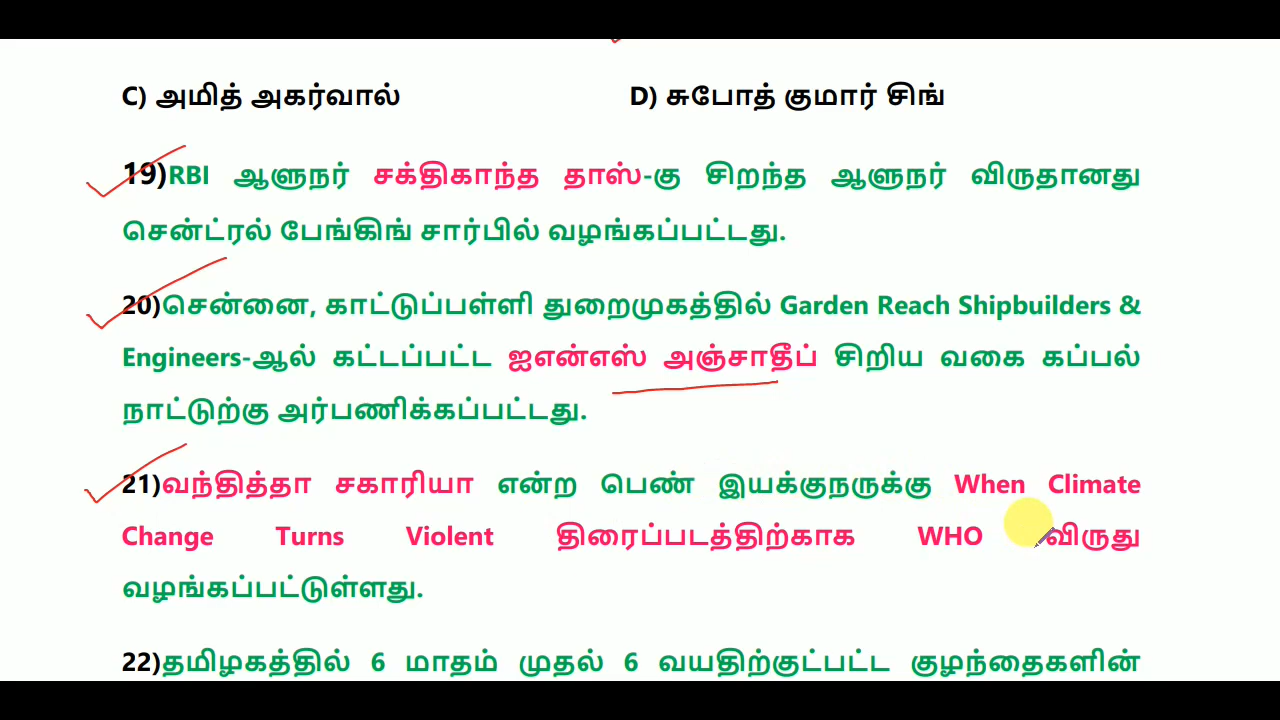 C) அமித் அகர்வால் D) சுபோத் குமார் சிங்
19)RBI ஆளுநர் சக்திகாந்த தாஸ்-கு சிறந்த ஆளுநர் விருதானது
சென்ட்ரல் பேங்கிங் சார்பில் வழங்கப்பட்டது.
20)சென்னை, காட்டுப்பள்ளி துறைமுகத்தில் Garden Reach Shipbuilders &
Engineers-ஆல் கட்டப்பட்ட ஐஎன்எஸ் அஞ்சாதீப் சிறிய வகை கப்பல்
நாட்டுற்கு அர்பணிக்கப்பட்டது.
21)வந்தித்தா சகாரியா என்ற பெண் இயக்குநருக்கு When Climate
Change Turns Violent திரைப்படத்திற்காக WHO விருது
வழங்கப்பட்டுள்ளது.
22)தமிழகத்தில் 6 மாதம் முதல் 6 வயதிற்குட்பட்ட குழந்தைகளின்